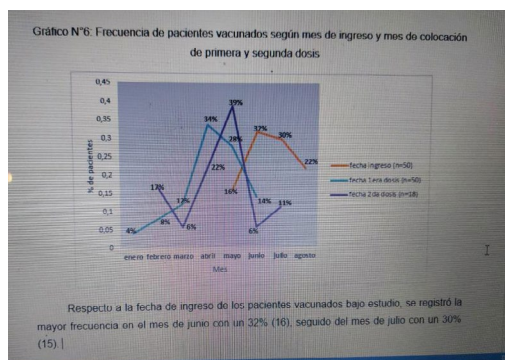 Gráfico N°6: Frecuencia de pacientes vacunados según mes de ingreso y mes de colocación
de primera y segunda dosis
0,45
0,4
0,35
0,3
0,25
0,2
0,15
0,1
0,05
0
% de pacientes
39%
34%
32%
30%
28%
22%
22%
17%
16%
12%
14%
11%
8%
6%
6%
4%
enero febrero marzo abril mayo junio julio agosto
Mes
fecha ingreso (n=50)
fecha 1era dosis (n=50)
fecha 2da dosis (n=18)
Respecto a la fecha de ingreso de los pacientes vacunados bajo estudio, se registró la
mayor frecuencia en el mes de junio con un 32% (16), seguido del mes de julio con un 30%
(15)